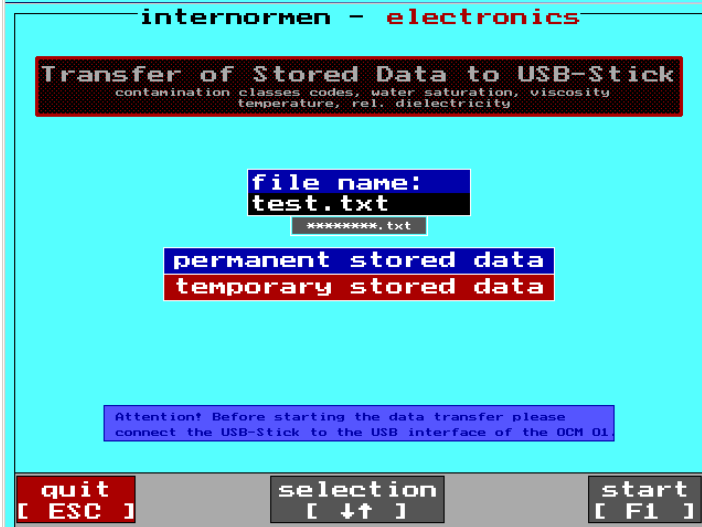 internormen - electronics
Transfer of Stored Data to USB-Stick
contamination classes codes, water saturation, viscosity
temperature, rel. dielectricity
file name:
test.txt
********.txt
permanent stored data
temporary stored data
Attention! Before starting the data transfer please
connect the USB-Stick to the USB interface of the OCM 01.
quit selection start
[ ESC ] [ ↓↑ ] [ F1 ]